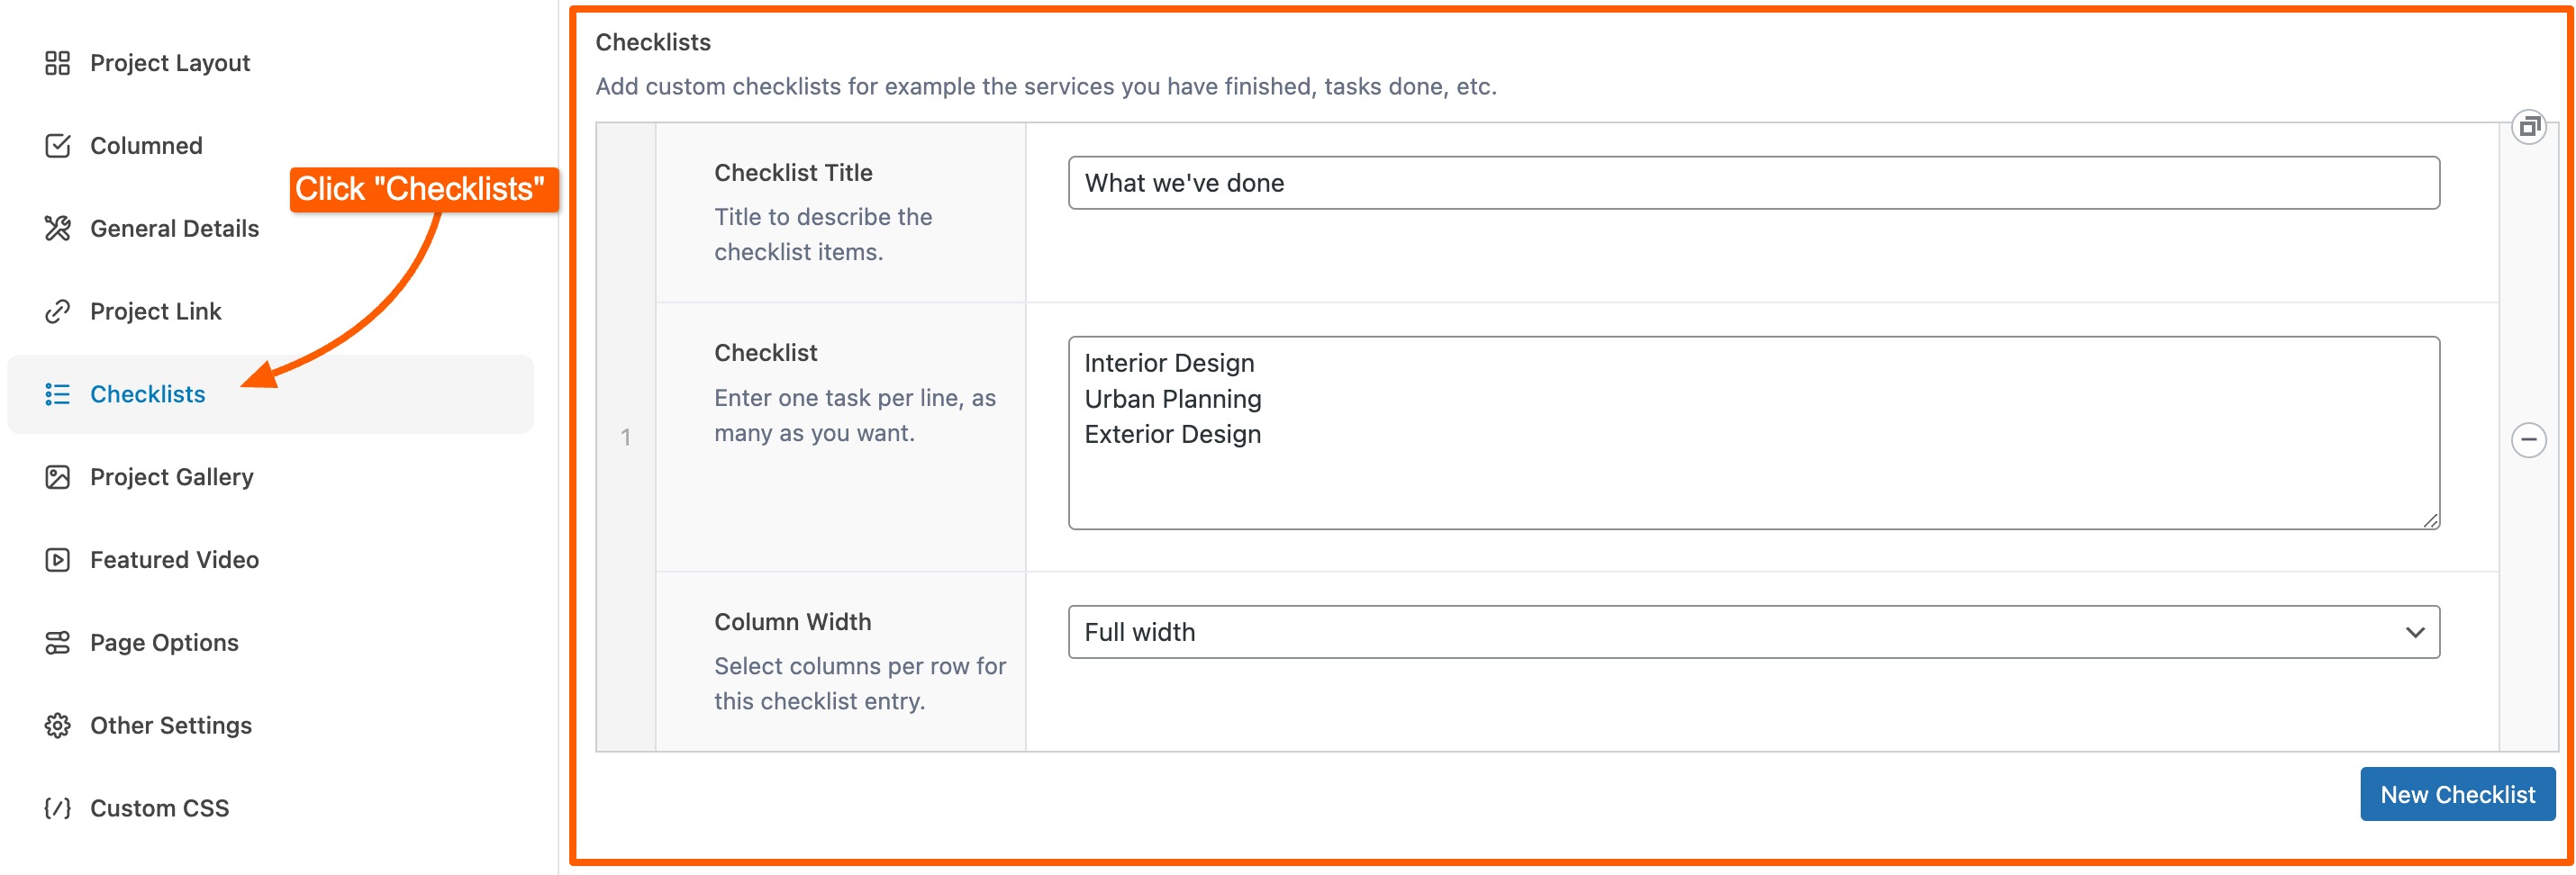 Project Layout
Columned
Click "Checklists"
General Details
Project Link
Checklists
Project Gallery
Featured Video
Page Options
Other Settings
Custom CSS
Checklists
Add custom checklists for example the services you have finished, tasks done, etc.
1
Checklist Title
Title to describe the
checklist items.
What we've done
Checklist
Enter one task per line, as
many as you want.
Interior Design
Urban Planning
Exterior Design
Column Width
Select columns per row for
this checklist entry.
Full width
New Checklist